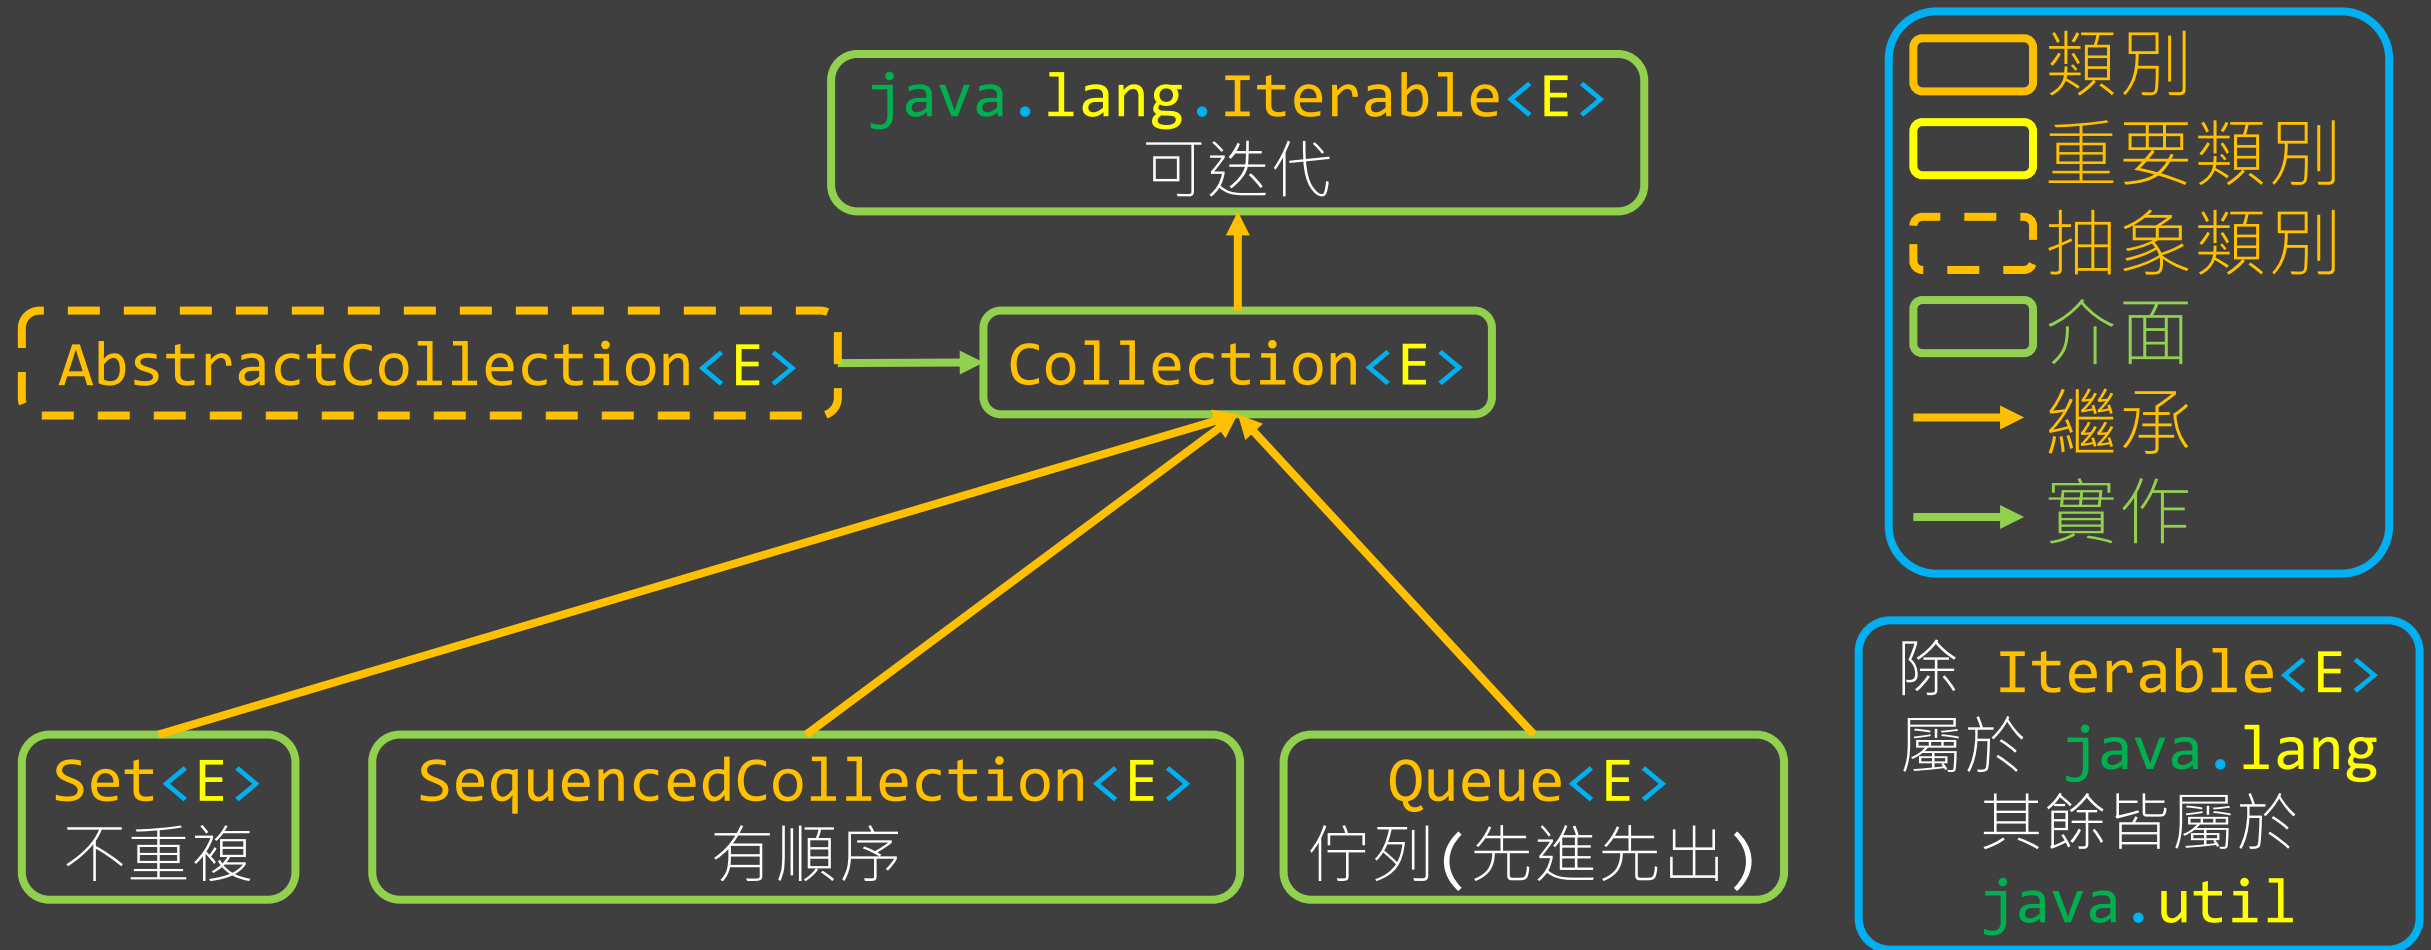 java.lang.Iterable<E>
可迭代
AbstractCollection<E>
Collection<E>
Set<E>
不重複
SequencedCollection<E>
有順序
Queue<E>
佇列(先進先出)
類別
重要類別
抽象類別
介面
繼承
實作
除 Iterable<E>
屬於 java.lang
其餘皆屬於
java.util